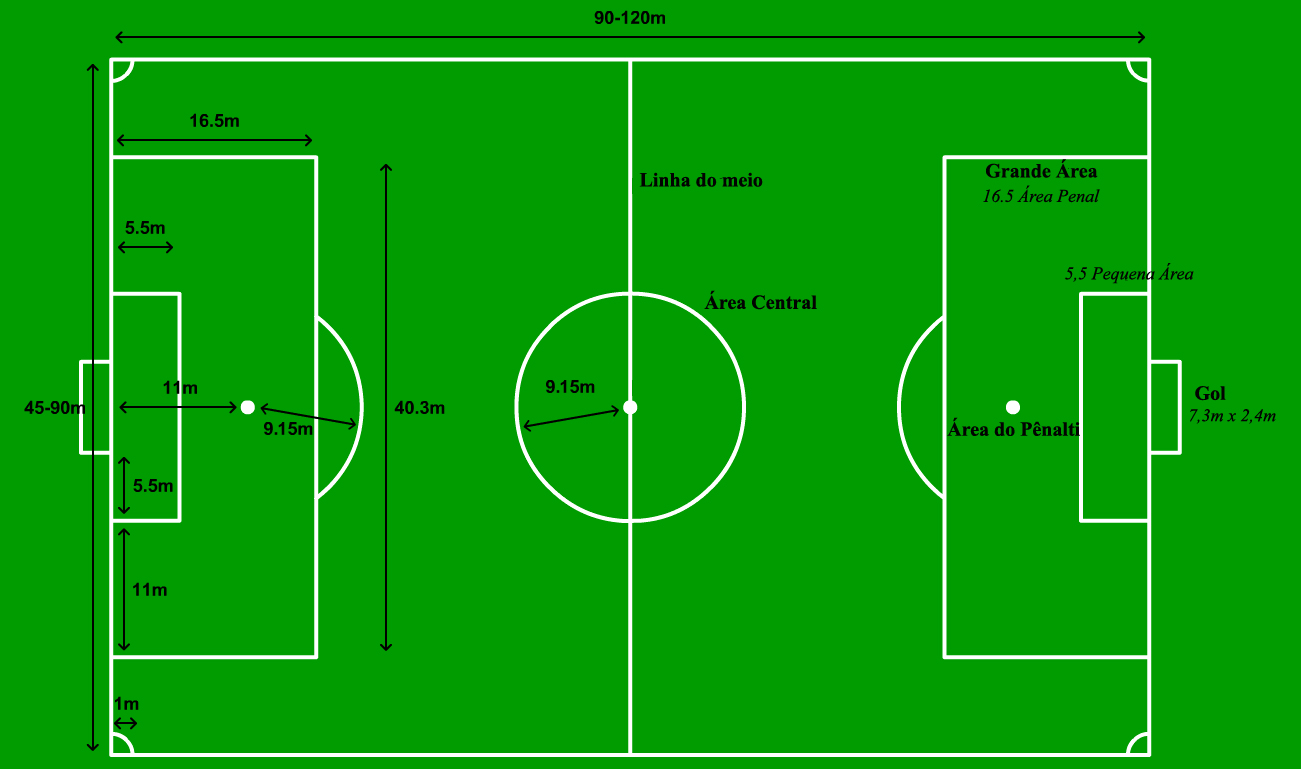 90-120m
16.5m
Grande Área
Linha do meio
16.5 Área Penal
5.5m
5,5 Pequena Área
Área Central
11m
9.15m
Gol
45-90m
40.3m
7,3m x 2,4m
9.15m
Área do Pênalti
5.5m
11m
1m